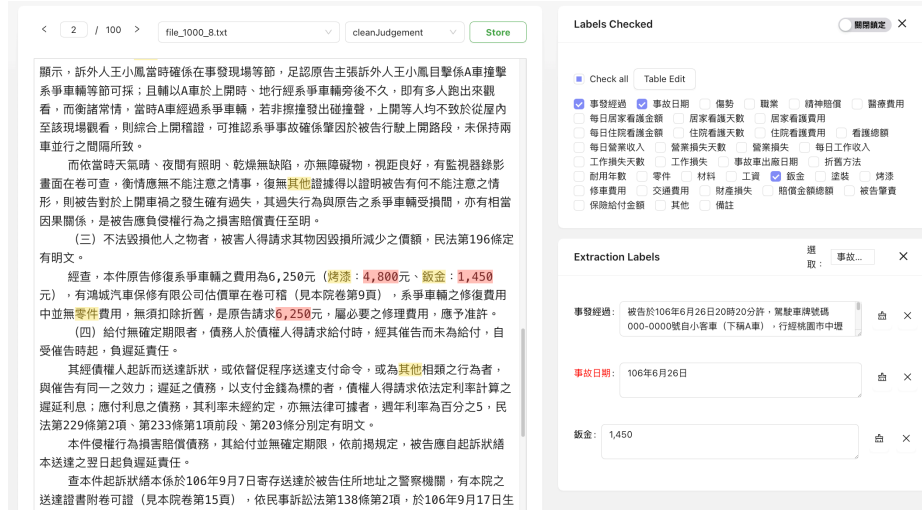 < 2 / 100 > file_1000_8.txt cleanJudgement Store
顯示，訴外人王小鳳當時確係在事發現場等節，足認原告主張訴外人王小鳳目擊係A車撞擊
系爭車輛等節可採；且輔以A車於上開時、地行經系爭車輛旁後不久，即有多人跑出來觀
看，而衡諸常情，當時A車經過系爭車輛，若非擦撞發出碰撞聲，上開等人均不致於從屋內
至該現場觀看，則綜合上開稽證，可推認系爭事故確係肇因於被告行駛上開路段，未保持兩
車並行之間隔所致。
而依當時天氣晴、夜間有照明、乾燥無缺陷，亦無障礙物，視距良好，有監視器錄影
畫面在卷可查，衡情應無不能注意之情事，復無其他證據得以證明被告有何不能注意之情
形，則被告對於上開車禍之發生確有過失，其過失行為與原告之系爭車輛受損間，亦有相當
因果關係，是被告應負侵權行為之損害賠償責任至明。
（三）不法毀損他人之物者，被害人得請求其物因毀損所減少之價額，民法第196條定
有明文。
經查，本件原告修復系爭車輛之費用為6,250元（烤漆：4,800元、鈑金：1,450
元），有鴻城汽車保修有限公司估價單在卷可稽（見本院卷第9頁），系爭車輛之修復費用
中並無零件費用，無須扣除折舊，是原告請求6,250元，屬必要之修理費用，應予准許。
（四）給付無確定期限者，債務人於債權人得請求給付時，經其催告而未為給付，自
受催告時起，負遲延責任。
其經債權人起訴而送達訴狀，或依督促程序送達支付命令，或為其他相類之行為者，
與催告有同一之效力；遲延之債務，以支付金錢為標的者，債權人得請求依法定利率計算之
遲延利息；應付利息之債務，其利率未經約定，亦無法律可據者，週年利率為百分之5，民
法第229條第2項、第233條第1項前段、第203條分別定有明文。
本件侵權行為損害賠償債務，其給付並無確定期限，依前揭規定，被告應自起訴狀繕
本送達之翌日起負遲延責任。
查本件起訴狀繕本係於106年9月7日寄存送達於被告住所地址之警察機關，有本院之
送達證書附卷可證（見本院卷第15頁），依民事訴訟法第138條第2項，於106年9月17日生
Labels Checked 關閉鎖定
Check all Table Edit
事發經過 事故日期 傷勢 職業 精神賠償 醫療費用
每日居家看護金額 居家看護天數 居家看護費用
每日住院看護金額 住院看護天數 住院看護費用 看護總額
每日營業收入 營業損失天數 營業損失 每日工作收入
工作損失天數 工作損失 事故車出廠日期 折舊方法
耐用年數 零件 材料 工資 鈑金 塗裝 烤漆
修車費用 交通費用 財產損失 賠償金額總額 被告肇責
保險給付金額 其他 備註
Extraction Labels 選取： 事故...
事發經過： 被告於106年6月26日20時20分許，駕駛車牌號碼
000-0000號自小客車（下稱A車），行經桃園市中壢
事故日期： 106年6月26日
鈑金： 1,450